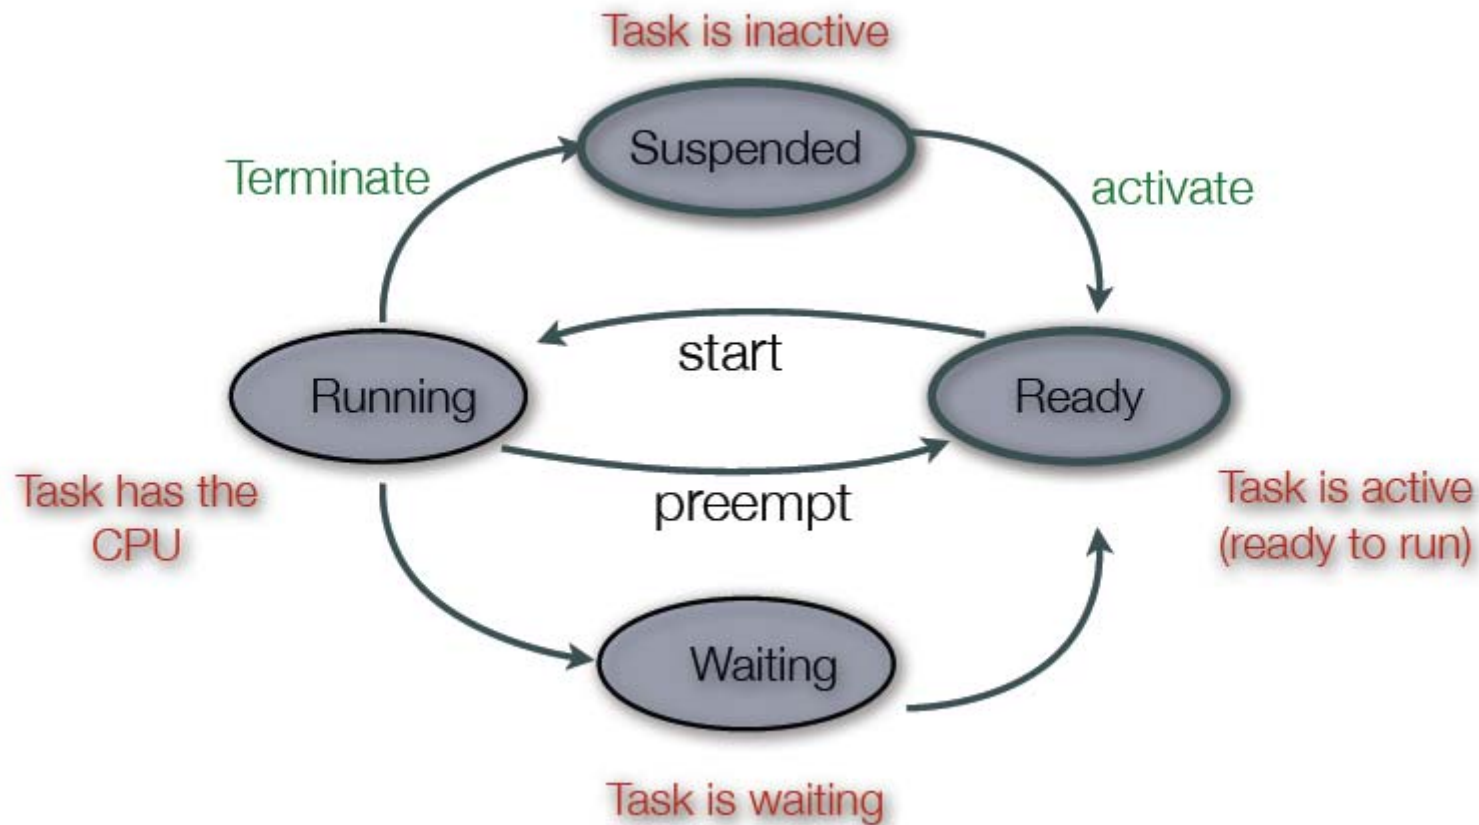 Task is inactive
Suspended
Terminate
activate
start
Running
Ready
preempt
Task has the
CPU
Task is active
(ready to run)
Waiting
Task is waiting